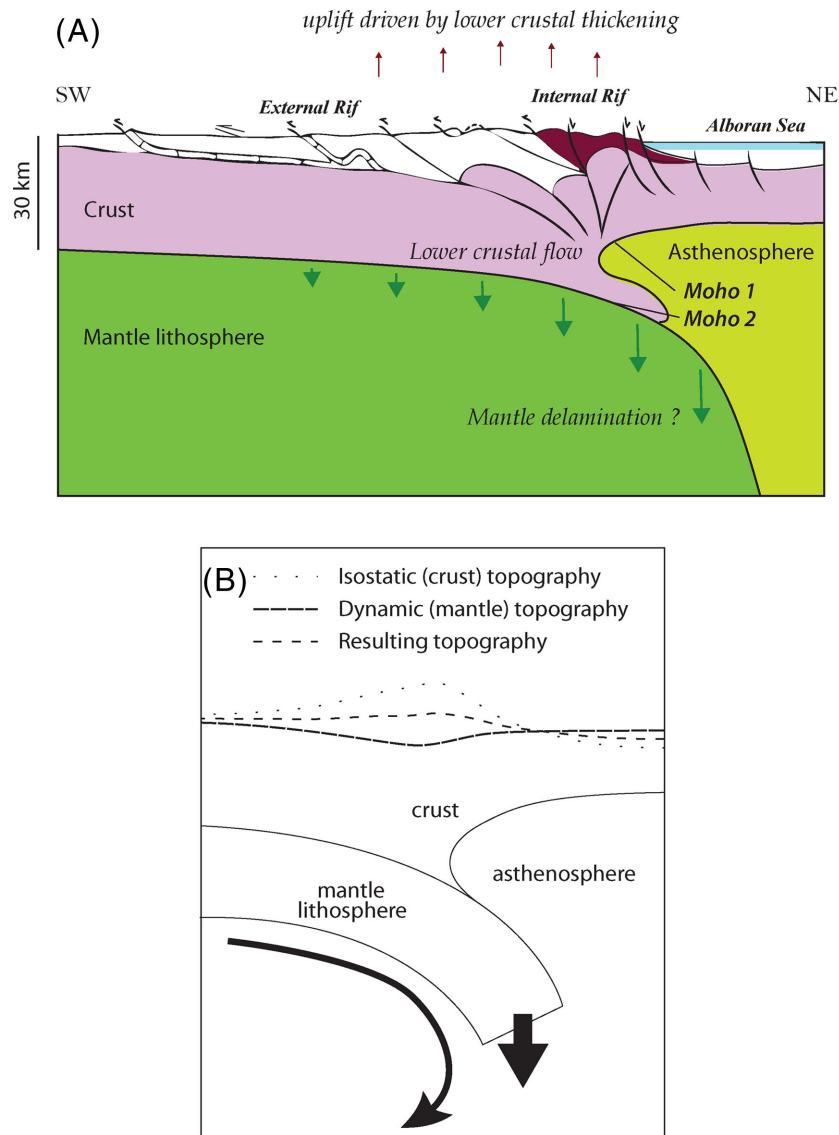 (A)
uplift driven by lower crustal thickening
SW
NE
External Rif
Internal Rif
Alboran Sea
30 km
Crust
Lower crustal flow
Asthenosphere
Moho 1
Moho 2
Mantle lithosphere
Mantle delamination ?
(B)
Isostatic (crust) topography
Dynamic (mantle) topography
Resulting topography
crust
asthenosphere
mantle
lithosphere